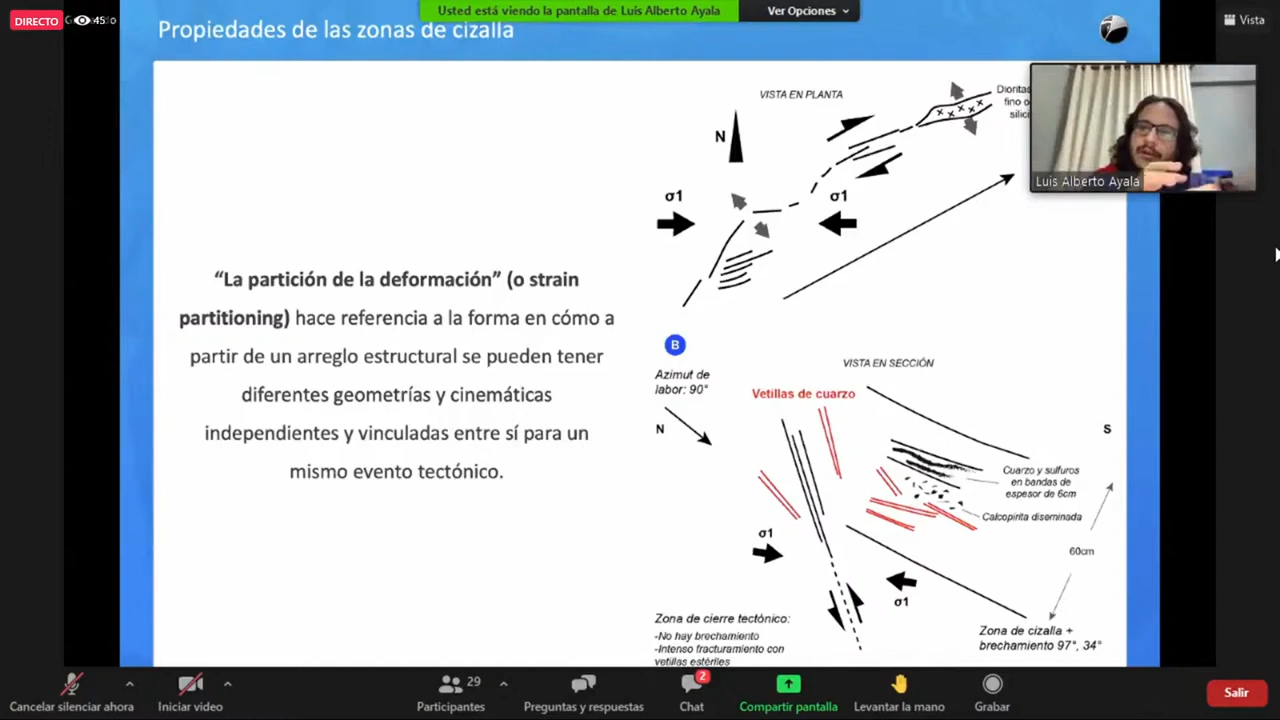 DIRECTO
45
Usted está viendo la pantalla de Luis Alberto Ayala
Ver Opciones
Vista
Propiedades de las zonas de cizalla
VISTA EN PLANTA
N
σ1
σ1
Dioritas
fino o
silici
Luis Alberto Ayala
“La partición de la deformación” (o strain
partitioning) hace referencia a la forma en cómo a
partir de un arreglo estructural se pueden tener
diferentes geometrías y cinemáticas
independientes y vinculadas entre sí para un
mismo evento tectónico.
B
VISTA EN SECCIÓN
Azimut de
labor: 90°
Vetillas de cuarzo
N
S
Cuarzo y sulfuros
en bandas de
espesor de 6cm
Calcopirita diseminada
σ1
60cm
σ1
Zona de cierre tectónico:
-No hay brechamiento
-Intenso fracturamiento con
vetillas estériles
Zona de cizalla +
brechamiento 97°, 34°
Cancelar silenciar ahora
Iniciar video
29
Participantes
Preguntas y respuestas
2
Chat
Compartir pantalla
Levantar la mano
Grabar
Salir